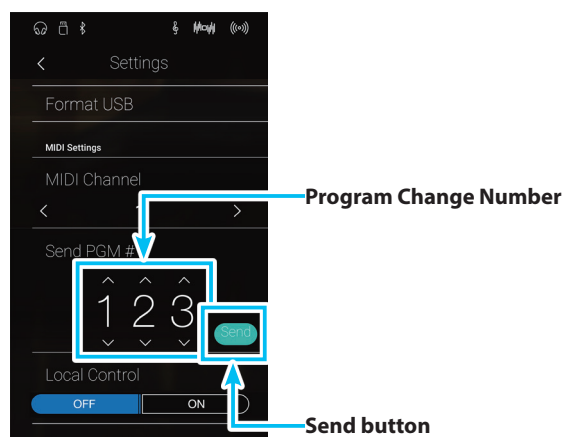 Settings
Format USB
MIDI Settings
MIDI Channel
Program Change Number
Send PGM #
1 2 3
Send
Local Control
OFF ON
Send button